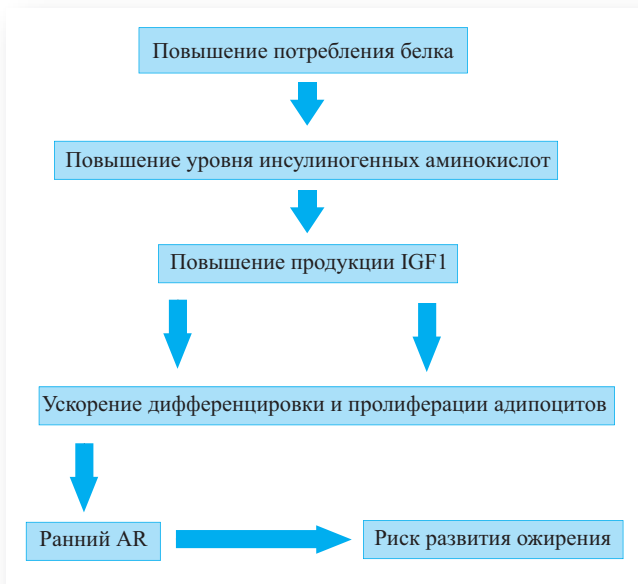 Повышение потребления белка
Повышение уровня инсулиногенных аминокислот
Повышение продукции IGF1
Ускорение дифференцировки и пролиферации адипоцитов
Ранний AR
Риск развития ожирения